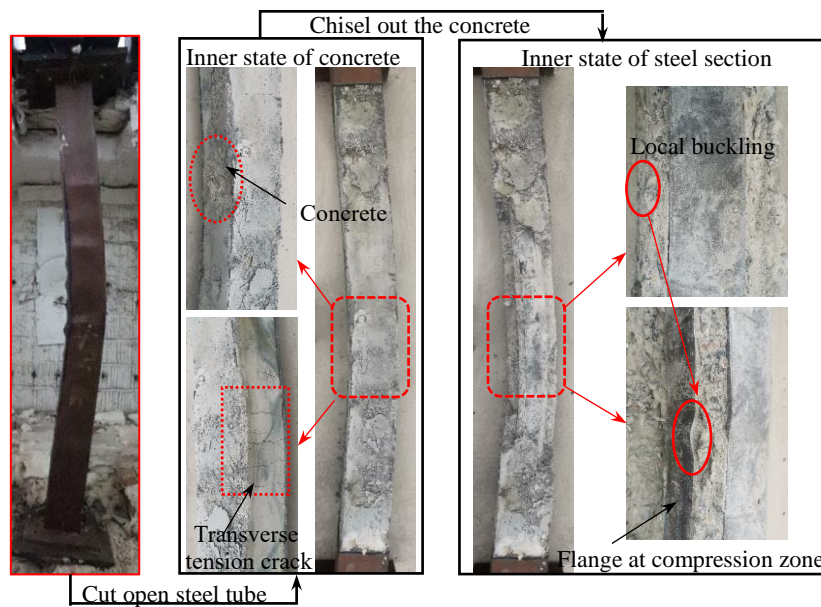 Chisel out the concrete
Inner state of concrete
Inner state of steel section
Local buckling
Concrete
Transverse
tension crack
Flange at compression zone
Cut open steel tube